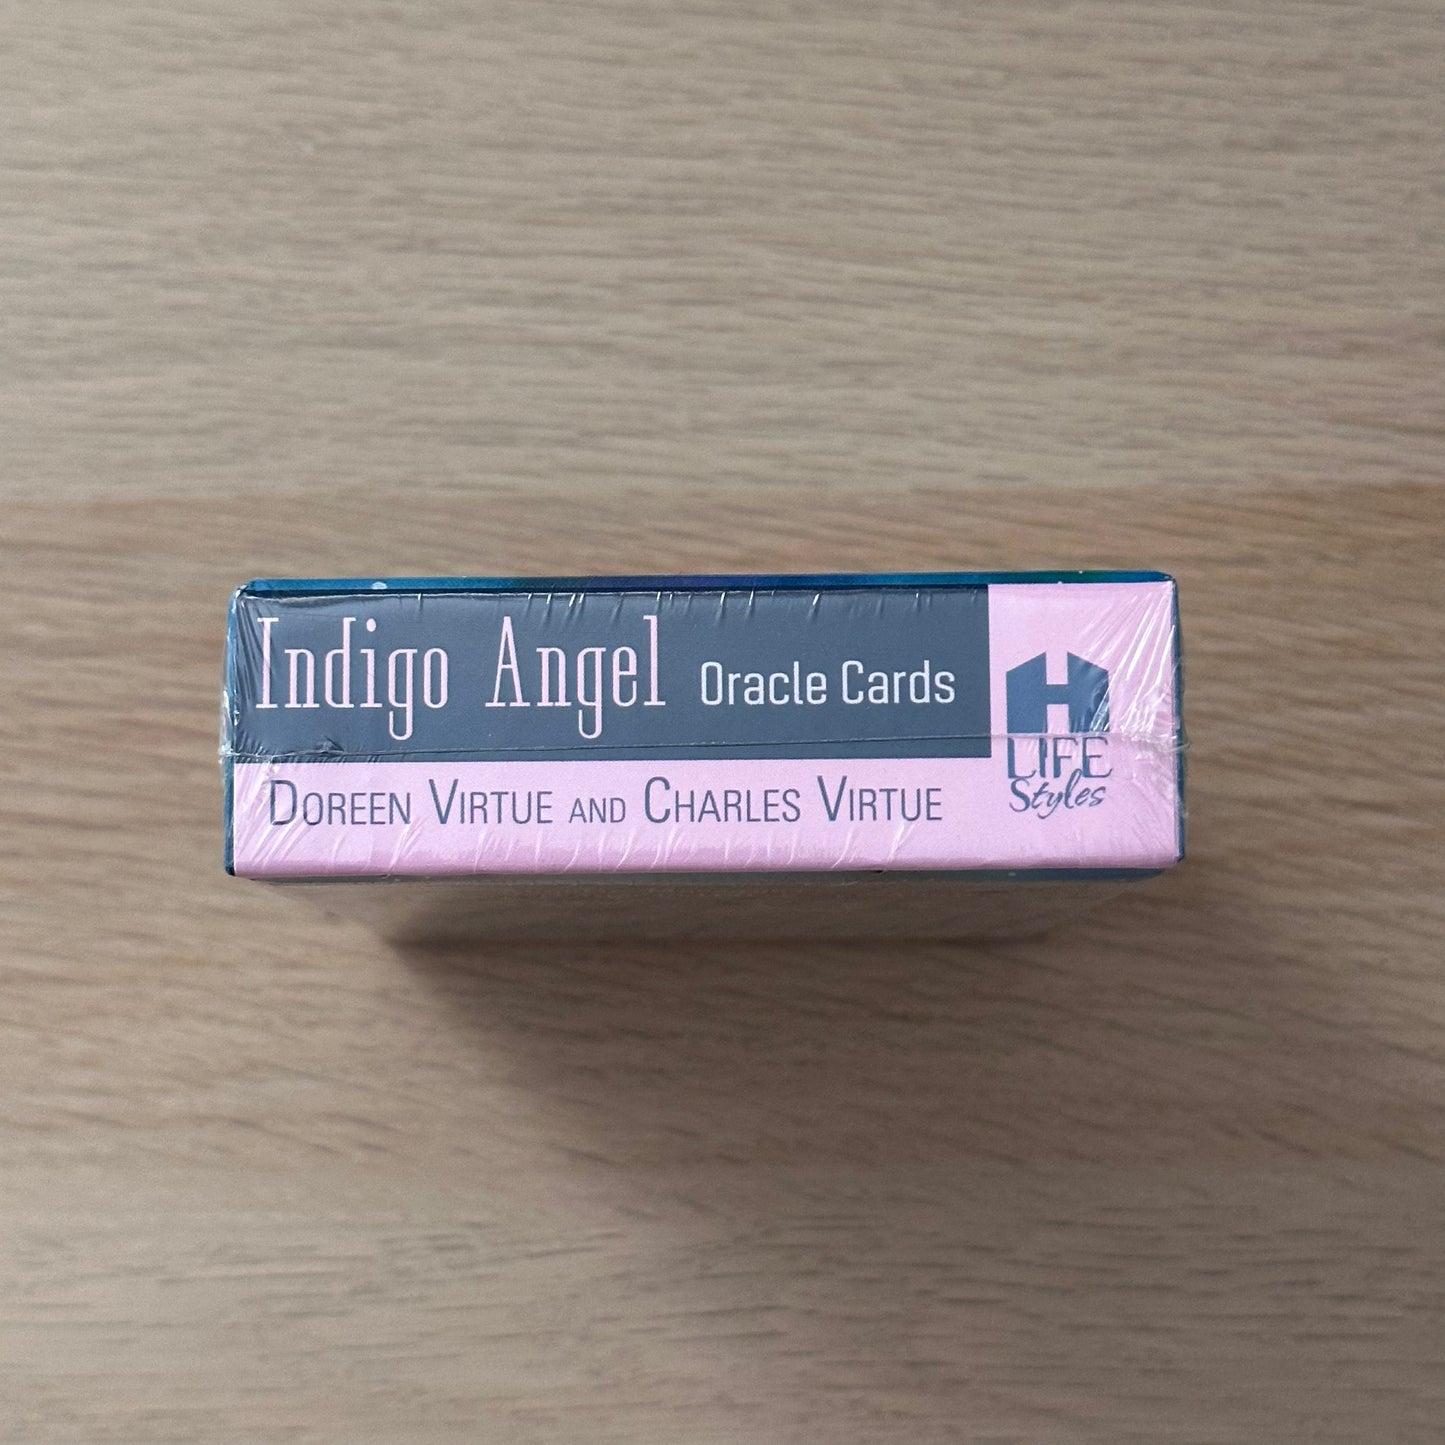 Indigo Angel Oracle Cards
DOREEN VIRTUE AND CHARLES VIRTUE
H
LIFE
Styles